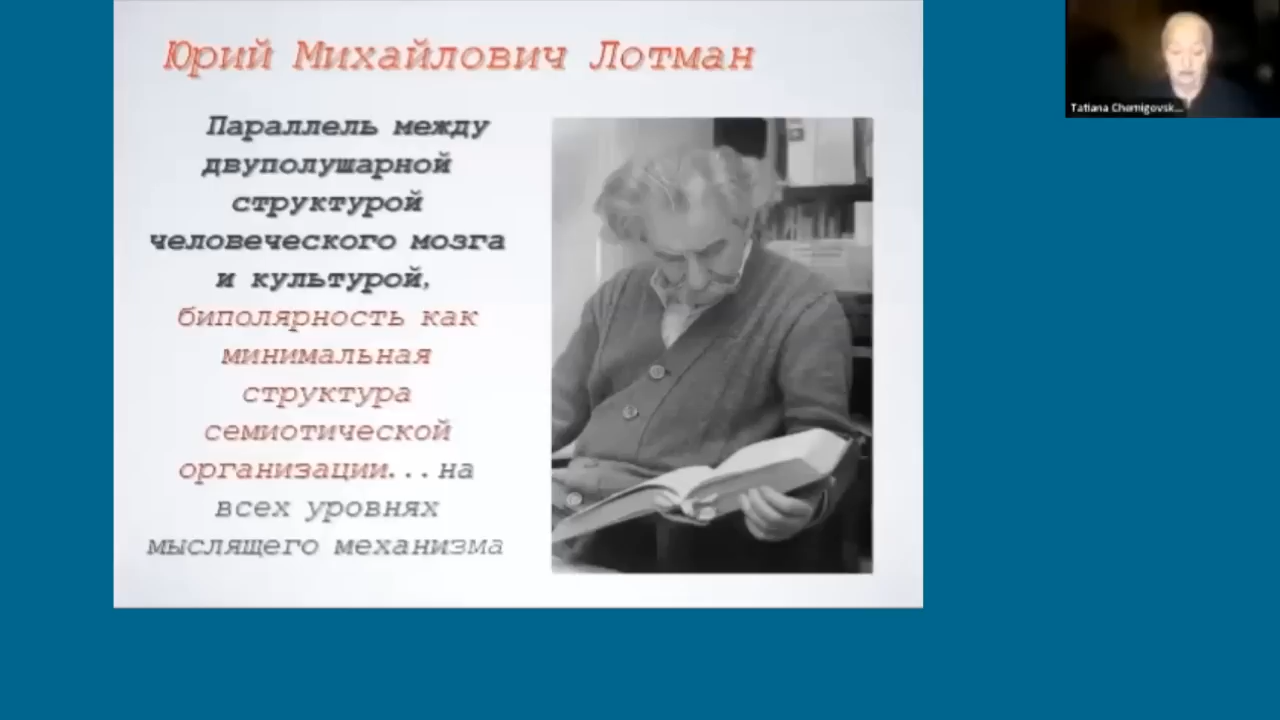 Юрий Михайлович Лотман
Параллель между
двуполушарной
структурой
человеческого мозга
и культурой,
биполярность как
минимальная
структура
семиотической
организации...на
всех уровнях
мыслящего механизма
Tatiana Chernigovsk...